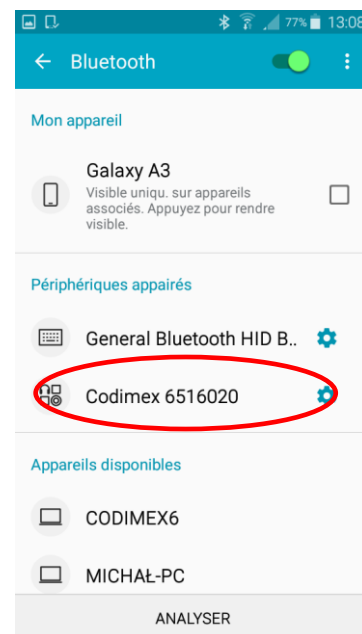 77% 13:08
Bluetooth
Mon appareil
Galaxy A3
Visible uniqu. sur appareils
associés. Appuyez pour rendre
visible.
Périphériques appairés
General Bluetooth HID B..
Codimex 6516020
Appareils disponibles
CODIMEX6
MICHAŁ-PC
ANALYSER